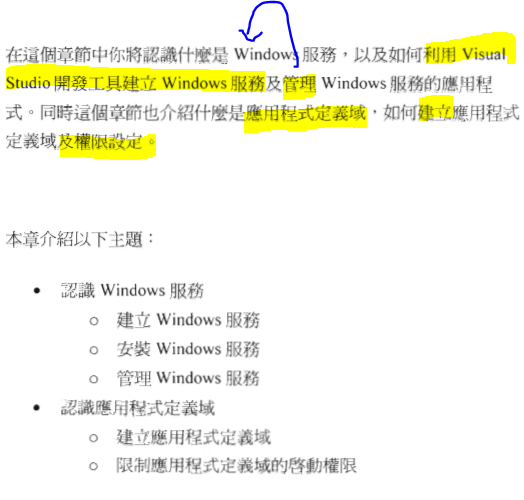 在這個章節中你將認識什麼是 Windows 服務，以及如何利用 Visual
Studio 開發工具建立 Windows 服務及管理 Windows 服務的應用程
式。同時這個章節也介紹什麼是應用程式定義域，如何建立應用程式
定義域及權限設定。
本章介紹以下主題：
• 認識 Windows 服務
o 建立 Windows 服務
o 安裝 Windows 服務
o 管理 Windows 服務
• 認識應用程式定義域
o 建立應用程式定義域
o 限制應用程式定義域的啓動權限